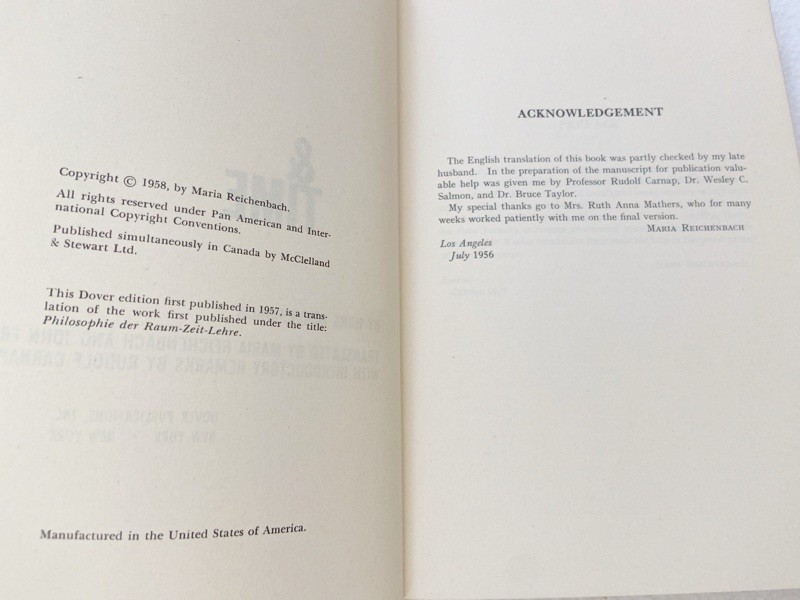 Copyright © 1958, by Maria Reichenbach.
All rights reserved under Pan American and Inter-
national Copyright Conventions.
Published simultaneously in Canada by McClelland
& Stewart Ltd.
This Dover edition first published in 1957, is a trans-
lation of the work first published under the title:
Philosophie der Raum-Zeit-Lehre.
Manufactured in the United States of America.
ACKNOWLEDGEMENT
The English translation of this book was partly checked by my late
husband. In the preparation of the manuscript for publication valu-
able help was given me by Professor Rudolf Carnap, Dr. Wesley C.
Salmon, and Dr. Bruce Taylor.
My special thanks go to Mrs. Ruth Anna Mathers, who for many
weeks worked patiently with me on the final version.
Maria Reichenbach
Los Angeles
July 1956